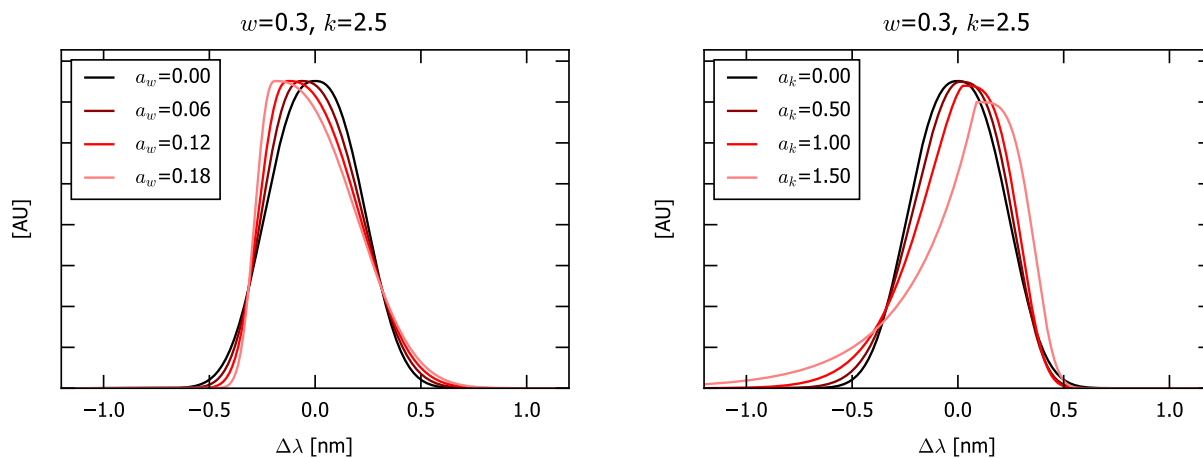 w=0.3, k=2.5
a_w=0.00
a_w=0.06
a_w=0.12
a_w=0.18
[AU]
−1.0 −0.5 0.0 0.5 1.0
Δλ [nm]
w=0.3, k=2.5
a_k=0.00
a_k=0.50
a_k=1.00
a_k=1.50
[AU]
−1.0 −0.5 0.0 0.5 1.0
Δλ [nm]